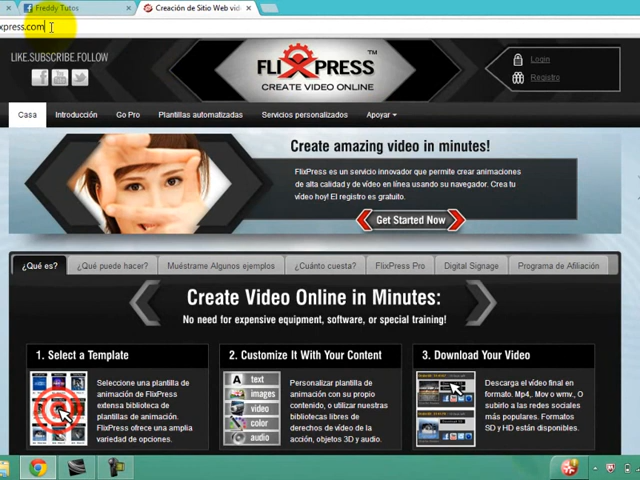 Freddy Tutos
Creación de Sitio Web vid
xpress.com
LIKE.SUBSCRIBE.FOLLOW
FLIXPRESS™
CREATE VIDEO ONLINE
Login
Registro
Casa Introducción Go Pro Plantillas automatizadas Servicios personalizados Apoyar
Create amazing video in minutes!
FlixPress es un servicio innovador que permite crear animaciones
de alta calidad y de vídeo en línea usando su navegador. Crea tu
vídeo hoy! El registro es gratuito.
Get Started Now
¿Qué es? ¿Qué puede hacer? Muéstrame Algunos ejemplos ¿Cuánto cuesta? FlixPress Pro Digital Signage Programa de Afiliación
Create Video Online in Minutes:
No need for expensive equipment, software, or special training!
1. Select a Template
Seleccione una plantilla de
animación de FlixPress
extensa biblioteca de
plantillas de animación.
FlixPress ofrece una amplia
variedad de opciones.
2. Customize It With Your Content
A text
images
video
color
audio
Personalizar plantilla de
animación con su propio
contenido, o utilizar nuestras
bibliotecas libres de
derechos de vídeo de la
acción, objetos 3D y audio.
3. Download Your Video
Descarga el vídeo final en
formato. Mp4,. Mov o wmv., O
subirlo a las redes sociales
más populares. Formatos
SD y HD están disponibles.